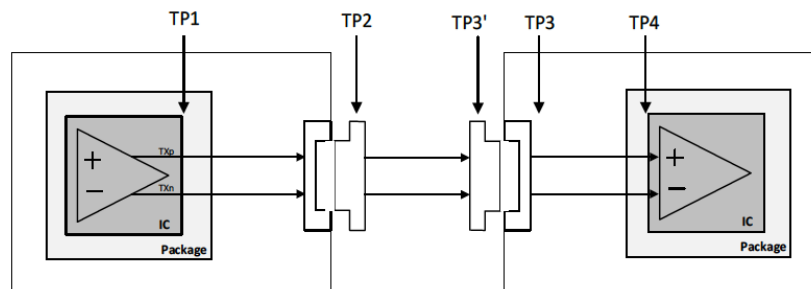 TP1
TP2
TP3'
TP3
TP4
+
TXp
−
TXn
IC
Package
+
−
IC
Package